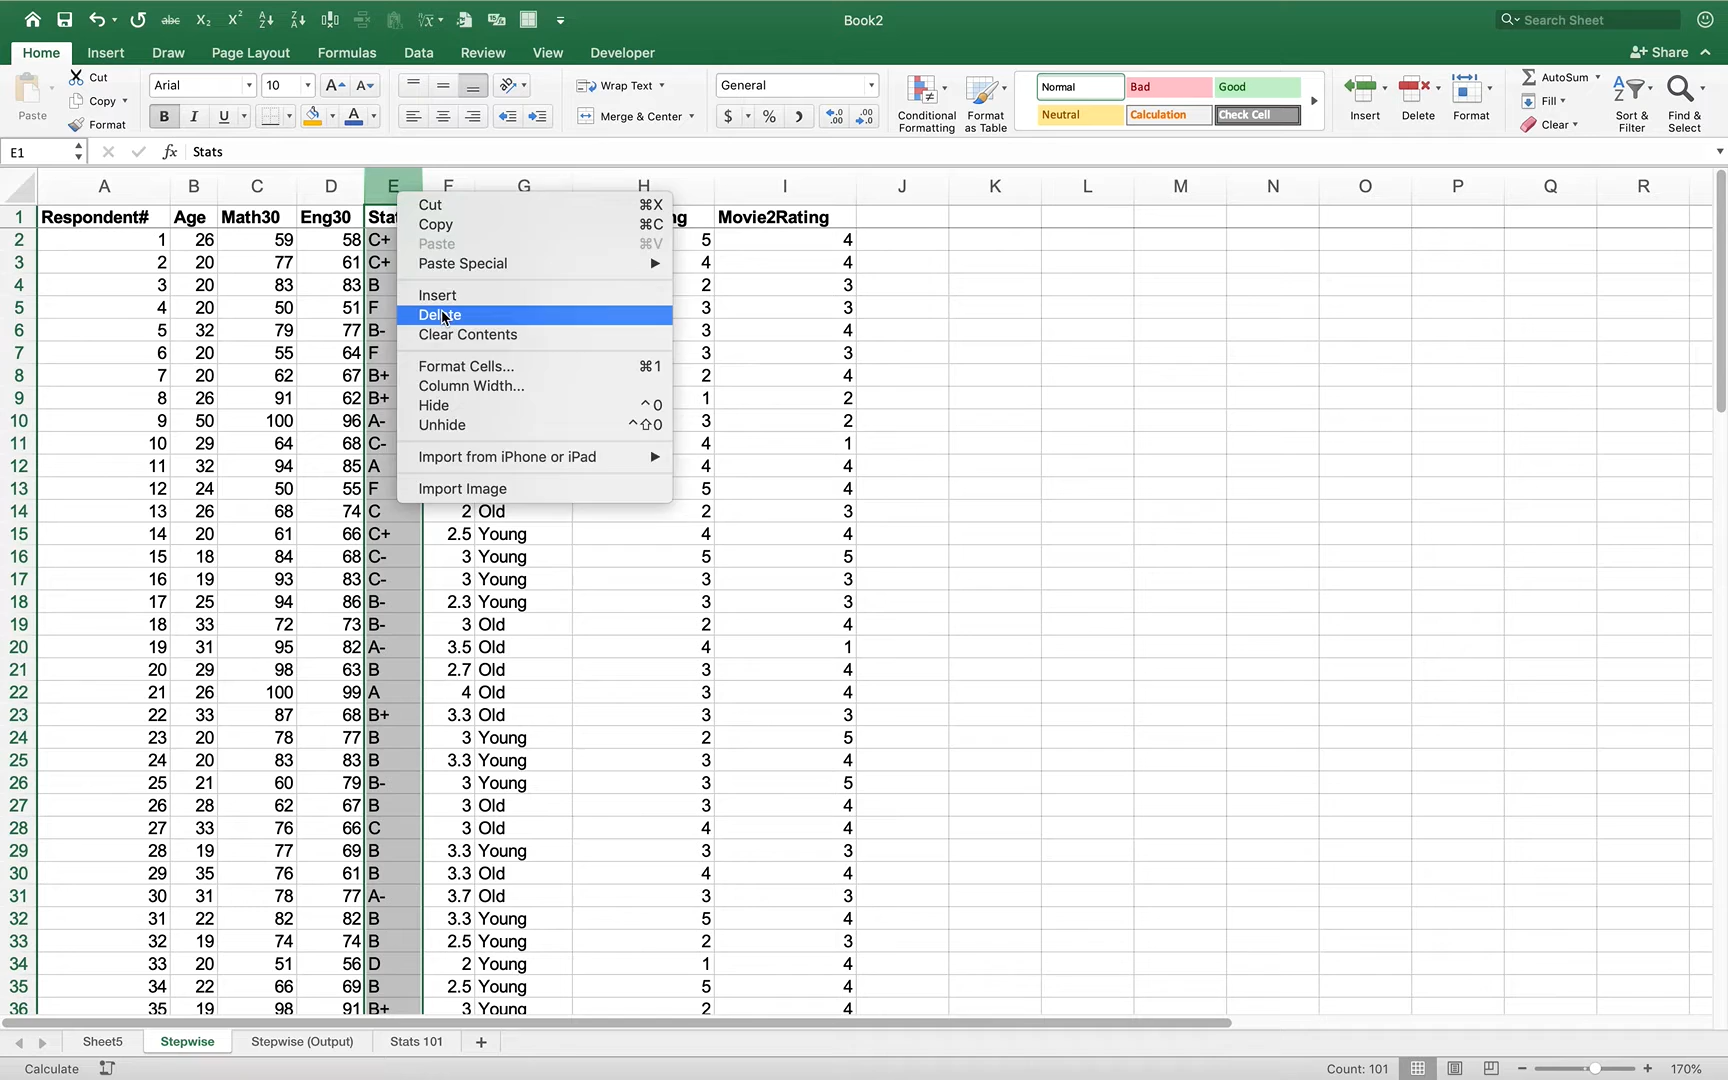 Book2
Search Sheet
Home Insert Draw Page Layout Formulas Data Review View Developer Share
Paste Cut Copy Format
Arial 10
Wrap Text
Merge & Center
General
Conditional Formatting
Format as Table
Normal Bad Good
Neutral Calculation Check Cell
Insert Delete Format
AutoSum
Fill
Clear
Sort & Filter
Find & Select
E1 fx Stats
A B C D E F G H I J K L M N O P Q R
1 Respondent# Age Math30 Eng30 Stat ng Movie2Rating
2 1 26 59 58 C+ 5 4
3 2 20 77 61 C+ 4 4
4 3 20 83 83 B 2 3
5 4 20 50 51 F 3 3
6 5 32 79 77 B- 3 4
7 6 20 55 64 F 3 3
8 7 20 62 67 B+ 2 4
9 8 26 91 62 B+ 1 2
10 9 50 100 96 A- 3 2
11 10 29 64 68 C- 4 1
12 11 32 94 85 A 4 4
13 12 24 50 55 F 5 4
14 13 26 68 74 C 2 Old 2 3
15 14 20 61 66 C+ 2.5 Young 4 4
16 15 18 84 68 C- 3 Young 5 5
17 16 19 93 83 C- 3 Young 3 3
18 17 25 94 86 B- 2.3 Young 3 3
19 18 33 72 73 B- 3 Old 2 4
20 19 31 95 82 A- 3.5 Old 4 1
21 20 29 98 63 B 2.7 Old 3 4
22 21 26 100 99 A 4 Old 3 4
23 22 33 87 68 B+ 3.3 Old 3 3
24 23 20 78 77 B 3 Young 2 5
25 24 20 83 83 B 3.3 Young 3 4
26 25 21 60 79 B- 3 Young 3 5
27 26 28 62 67 B 3 Old 3 4
28 27 33 76 66 C 3 Old 4 4
29 28 19 77 69 B 3.3 Young 3 3
30 29 35 76 61 B 3.3 Old 4 4
31 30 31 78 77 A- 3.7 Old 3 3
32 31 22 82 82 B 3.3 Young 5 4
33 32 19 74 74 B 2.5 Young 2 3
34 33 20 51 56 D 2 Young 1 4
35 34 22 66 69 B 2.5 Young 5 4
36 35 19 98 91 B+ 3 Young 2 4
Cut ⌘X
Copy ⌘C
Paste ⌘V
Paste Special
Insert
Delete
Clear Contents
Format Cells... ⌘1
Column Width...
Hide ^0
Unhide ^⇧0
Import from iPhone or iPad
Import Image
Sheet5 Stepwise Stepwise (Output) Stats 101 +
Calculate Count: 101 170%